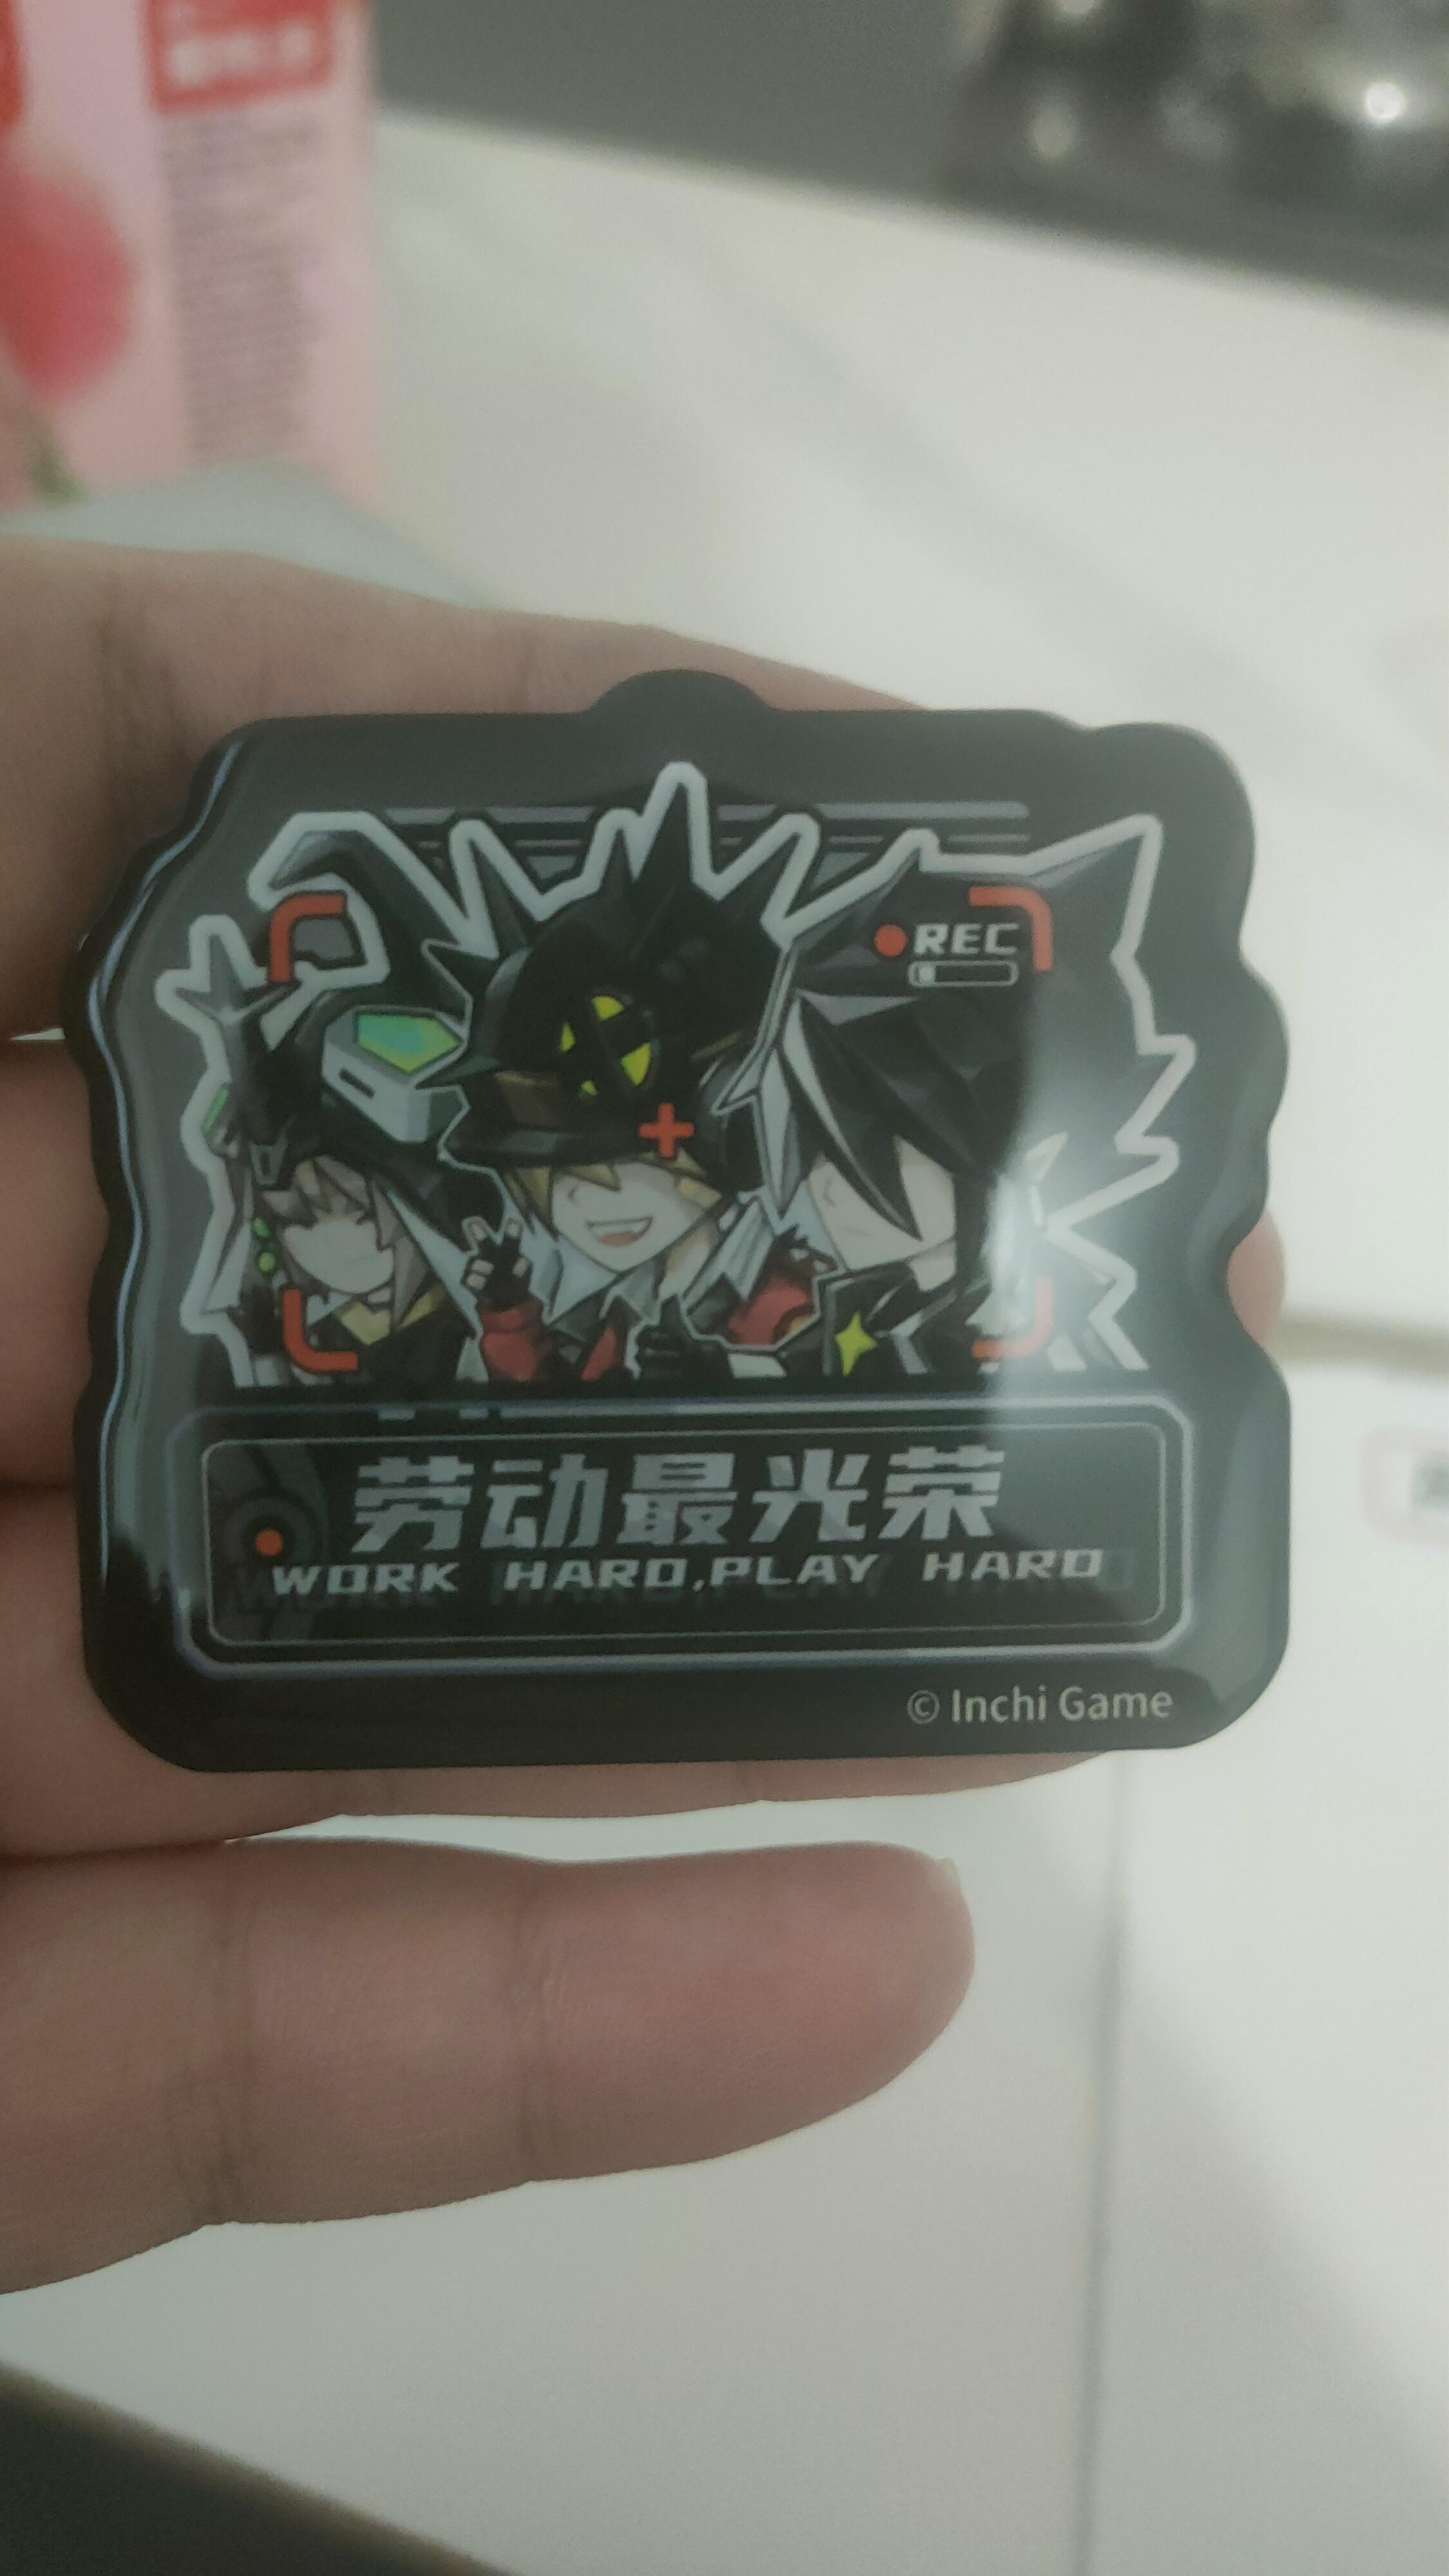 REC
劳动最光荣
WORK HARD,PLAY HARD
© Inchi Game